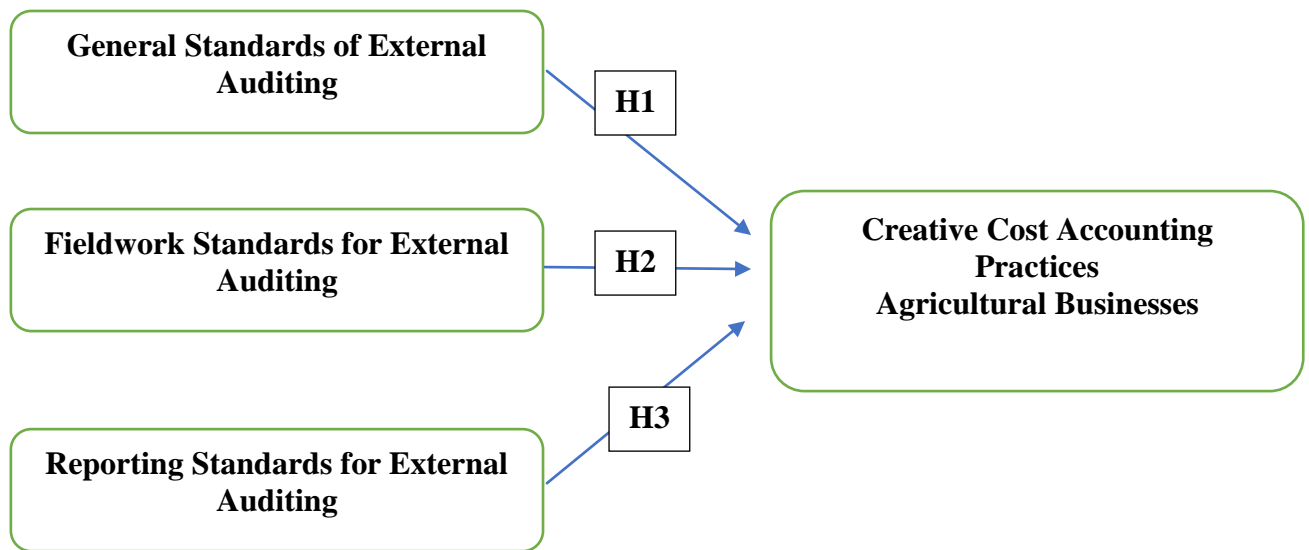 General Standards of External
Auditing
H1
Fieldwork Standards for External
Auditing
H2
Creative Cost Accounting
Practices
Agricultural Businesses
H3
Reporting Standards for External
Auditing